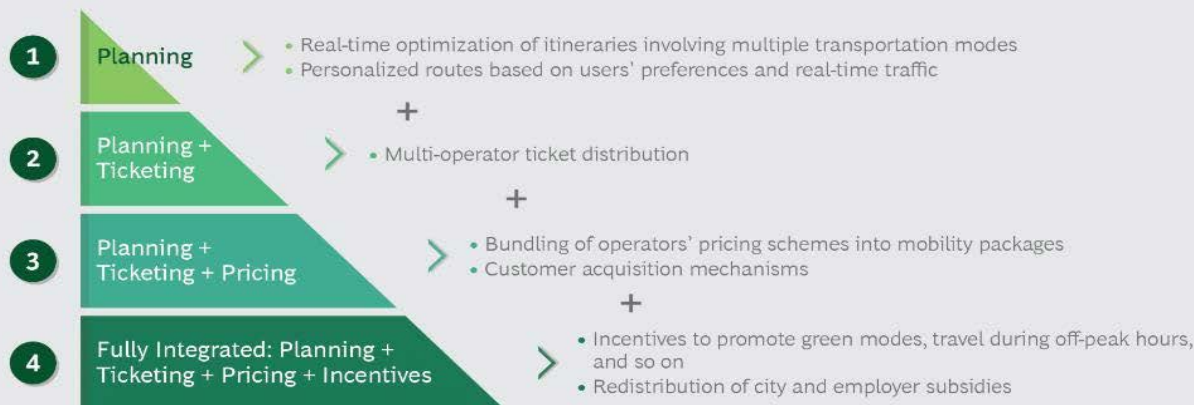 1
Planning
• Real-time optimization of itineraries involving multiple transportation modes
• Personalized routes based on users' preferences and real-time traffic
+
2
Planning +
Ticketing
• Multi-operator ticket distribution
+
3
Planning +
Ticketing + Pricing
• Bundling of operators' pricing schemes into mobility packages
• Customer acquisition mechanisms
+
4
Fully Integrated: Planning +
Ticketing + Pricing + Incentives
• Incentives to promote green modes, travel during off-peak hours,
and so on
• Redistribution of city and employer subsidies